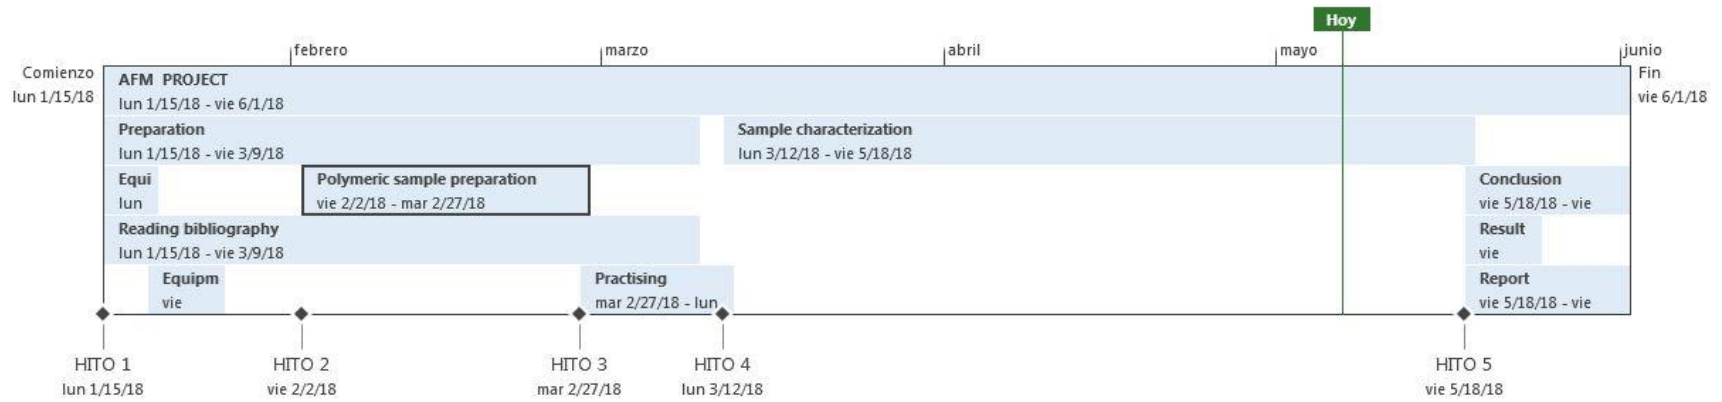 Hoy
febrero
marzo
abril
mayo
junio
Comienzo
lun 1/15/18
Fin
vie 6/1/18
AFM PROJECT
lun 1/15/18 - vie 6/1/18
Preparation
lun 1/15/18 - vie 3/9/18
Sample characterization
lun 3/12/18 - vie 5/18/18
Equi
lun
Polymeric sample preparation
vie 2/2/18 - mar 2/27/18
Conclusion
vie 5/18/18 - vie
Reading bibliography
lun 1/15/18 - vie 3/9/18
Result
vie
Equipm
vie
Practising
mar 2/27/18 - lun
Report
vie 5/18/18 - vie
HITO 1
lun 1/15/18
HITO 2
vie 2/2/18
HITO 3
mar 2/27/18
HITO 4
lun 3/12/18
HITO 5
vie 5/18/18